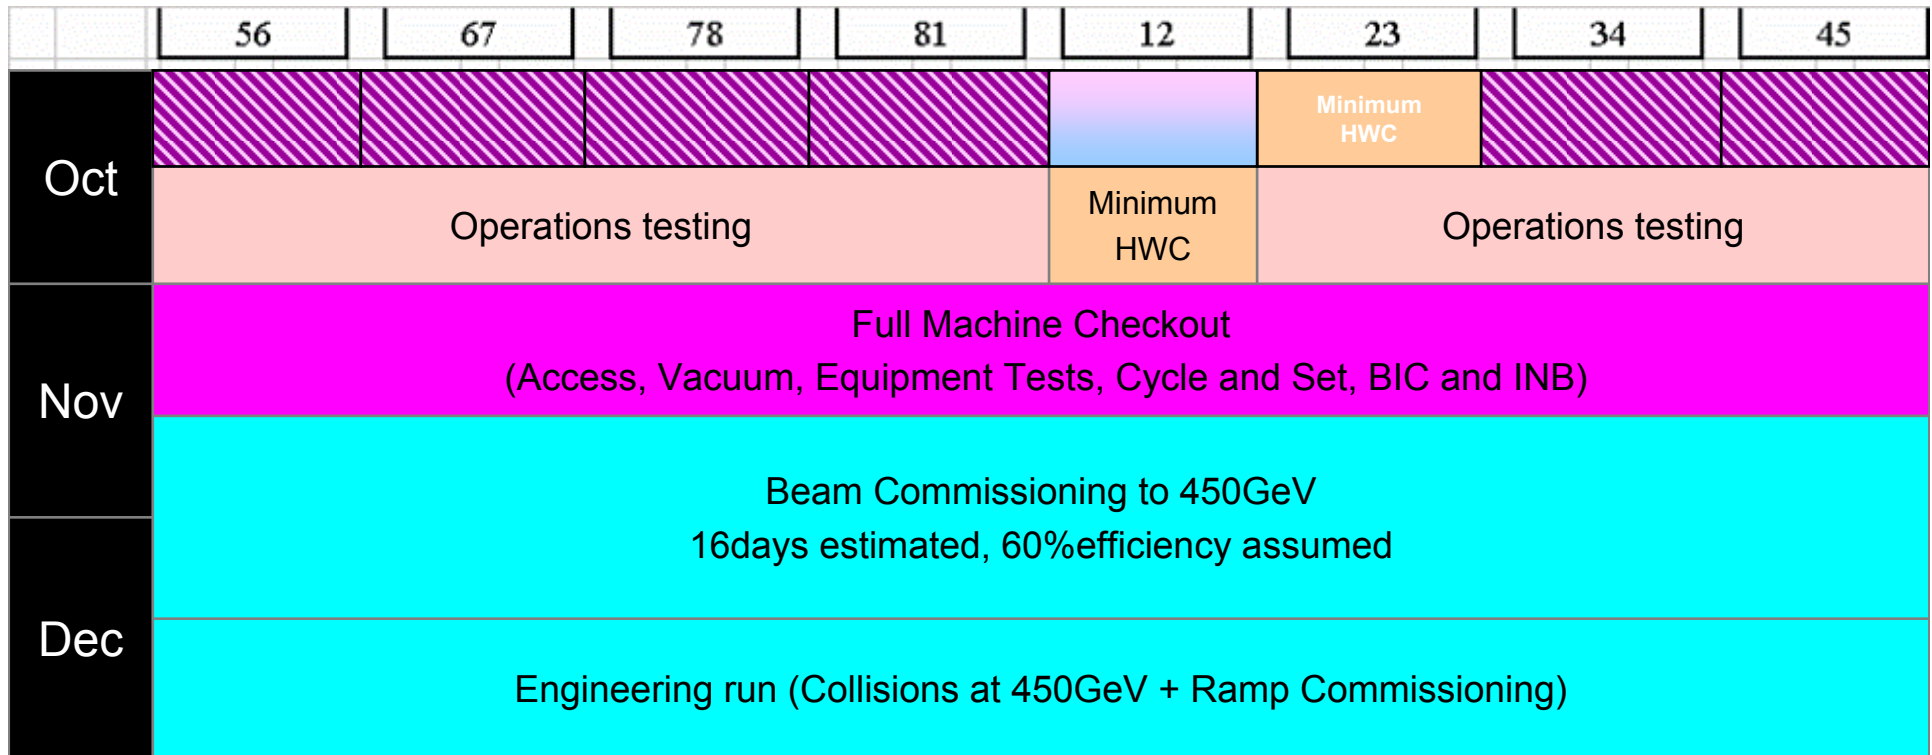 56 67 78 81 12 23 34 45
Oct
Minimum
HWC
Operations testing
Minimum
HWC
Operations testing
Nov
Full Machine Checkout
(Access, Vacuum, Equipment Tests, Cycle and Set, BIC and INB)
Beam Commissioning to 450GeV
16days estimated, 60%efficiency assumed
Dec
Engineering run (Collisions at 450GeV + Ramp Commissioning)